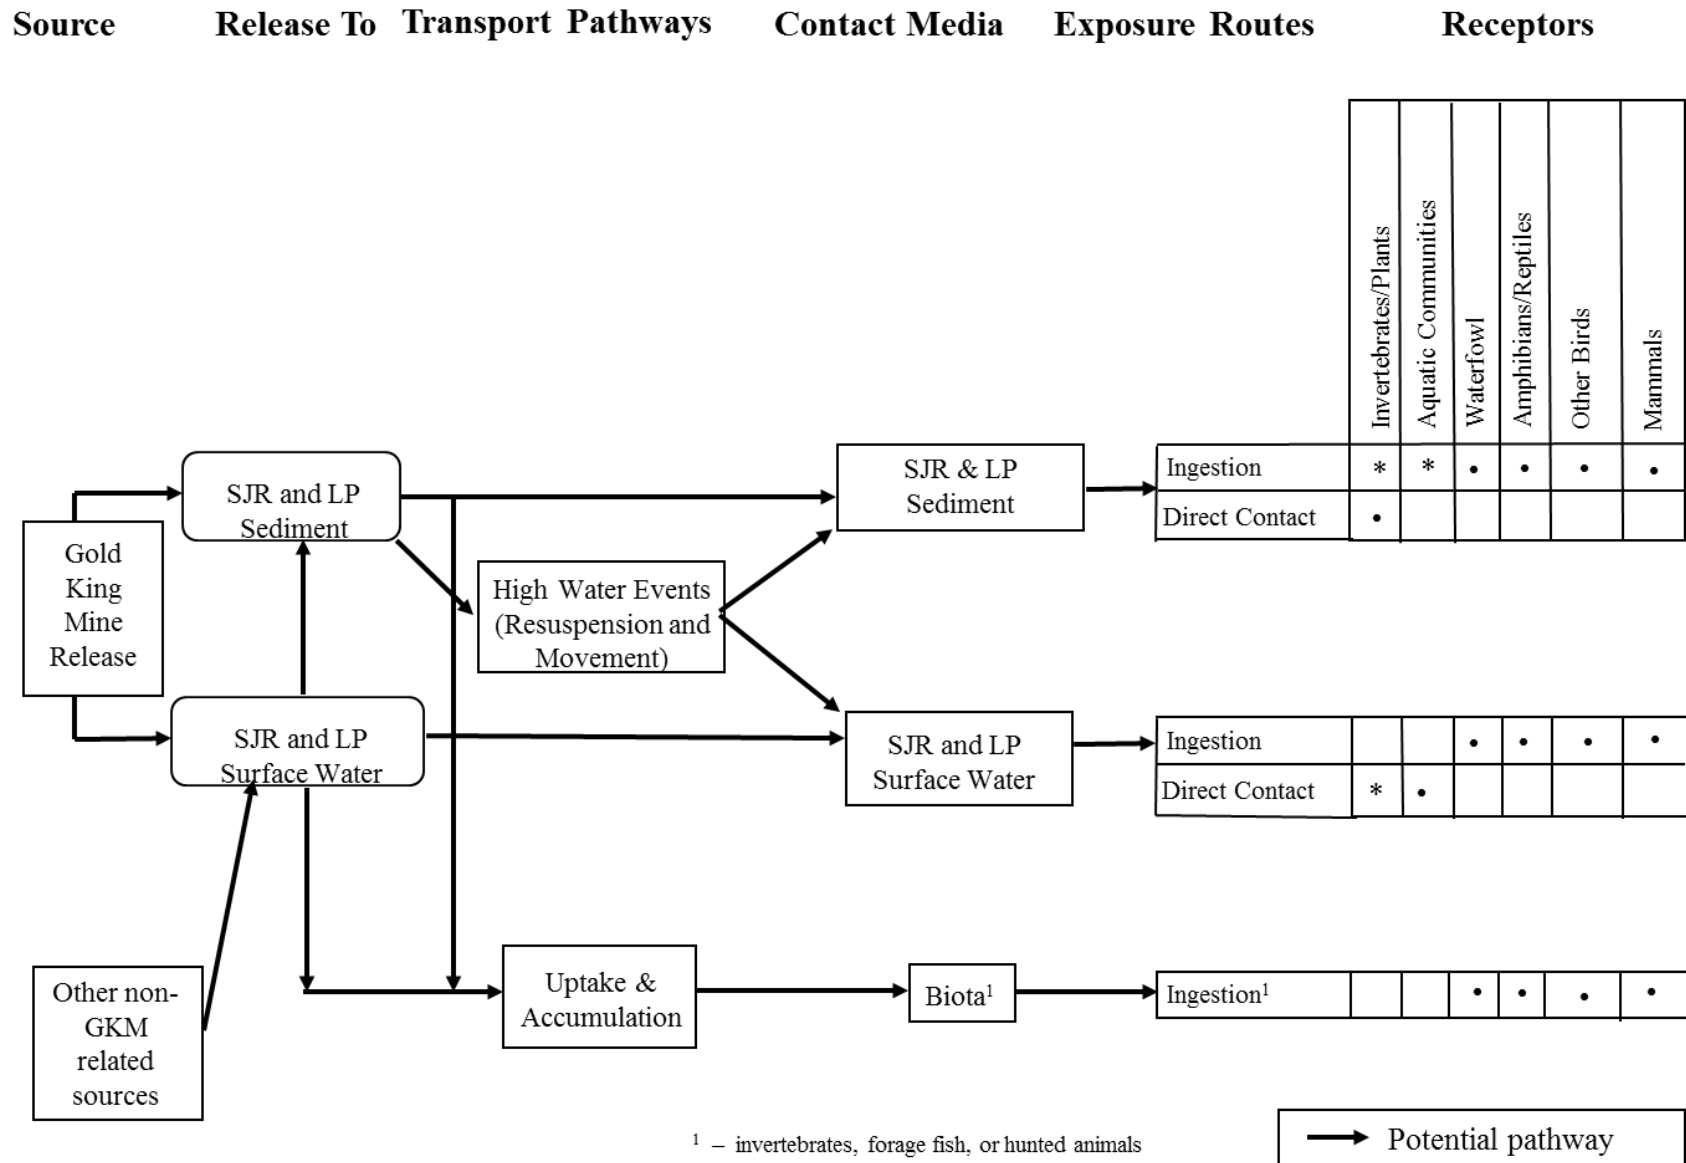 Source Release To Transport Pathways Contact Media Exposure Routes Receptors
Invertebrates/Plants
Aquatic Communities
Waterfowl
Amphibians/Reptiles
Other Birds
Mammals
SJR and LP
Sediment
SJR & LP
Sediment
Ingestion * * • • • •
Direct Contact •
Gold
King
Mine
Release
High Water Events
(Resuspension and
Movement)
SJR and LP
Surface Water
SJR and LP
Surface Water
Ingestion • • • •
Direct Contact * •
Other non-
GKM
related
sources
Uptake &
Accumulation
Biota¹
Ingestion¹ • • • •
¹ – invertebrates, forage fish, or hunted animals
Potential pathway